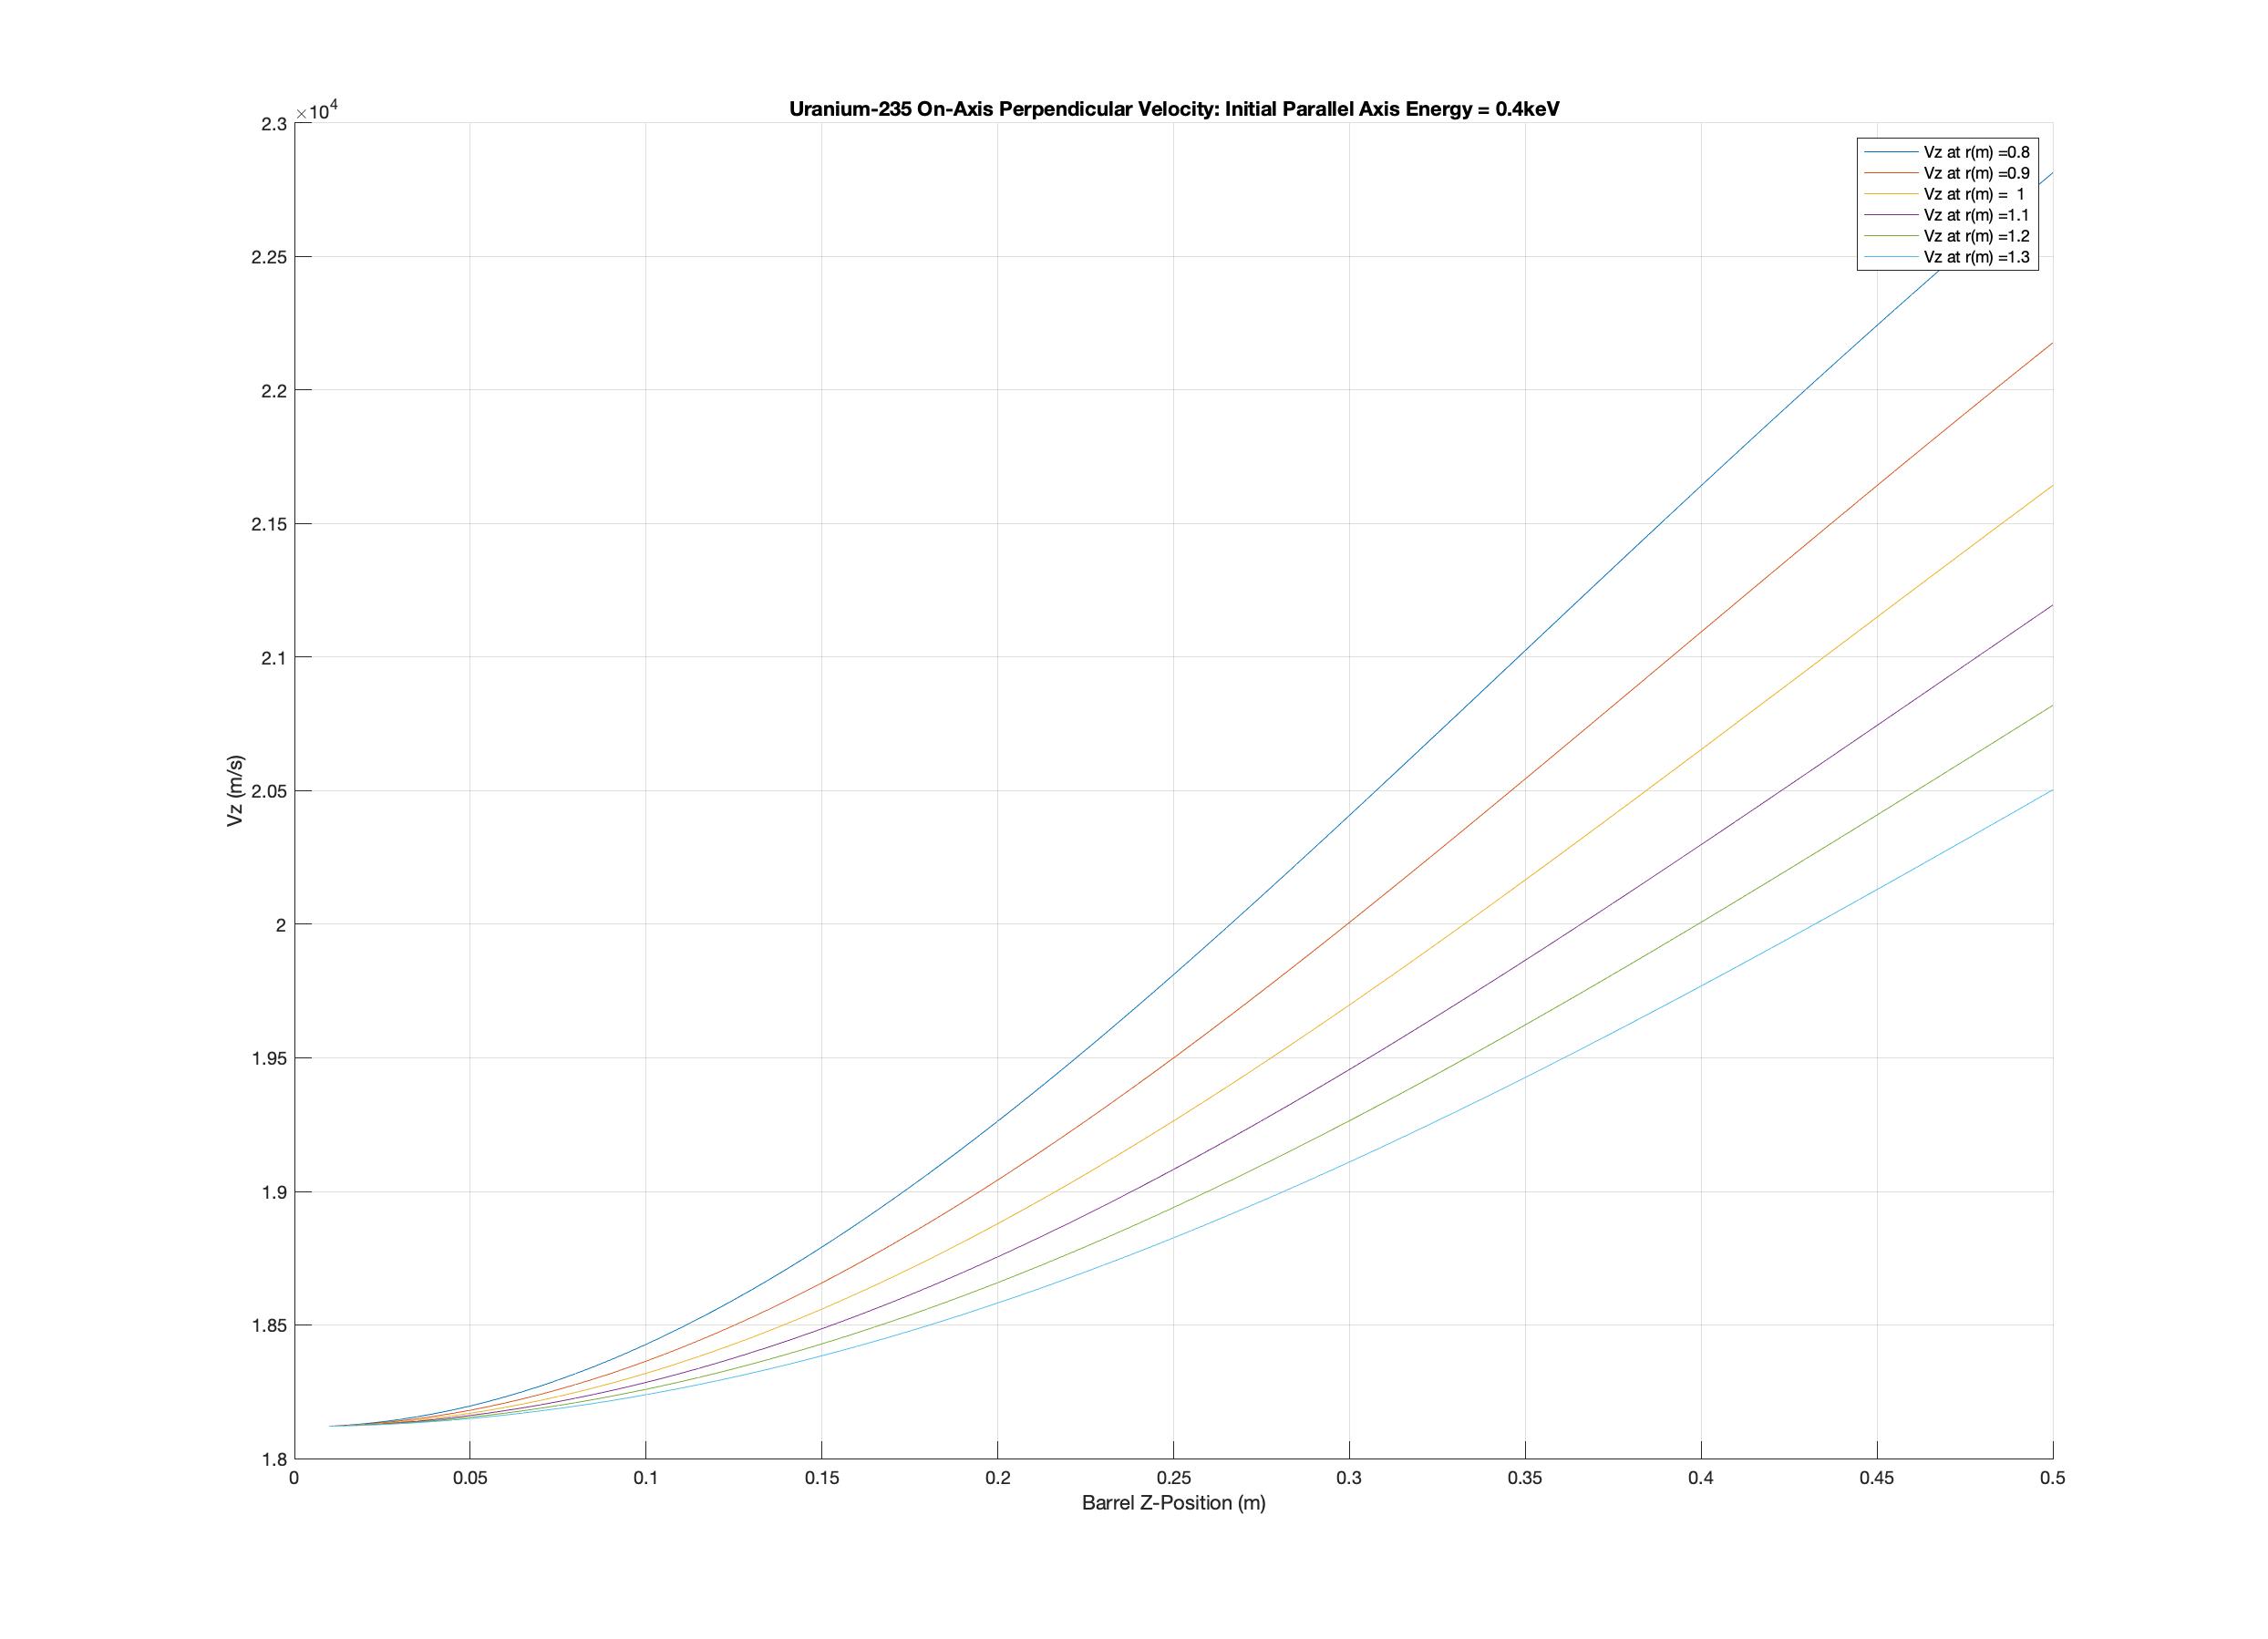 Uranium-235 On-Axis Perpendicular Velocity: Initial Parallel Axis Energy = 0.4keV
×10⁴
2.3
2.25
2.2
2.15
2.1
2.05
2
1.95
1.9
1.85
1.8
Vz (m/s)
Vz at r(m) =0.8
Vz at r(m) =0.9
Vz at r(m) =  1
Vz at r(m) =1.1
Vz at r(m) =1.2
Vz at r(m) =1.3
0 0.05 0.1 0.15 0.2 0.25 0.3 0.35 0.4 0.45 0.5
Barrel Z-Position (m)